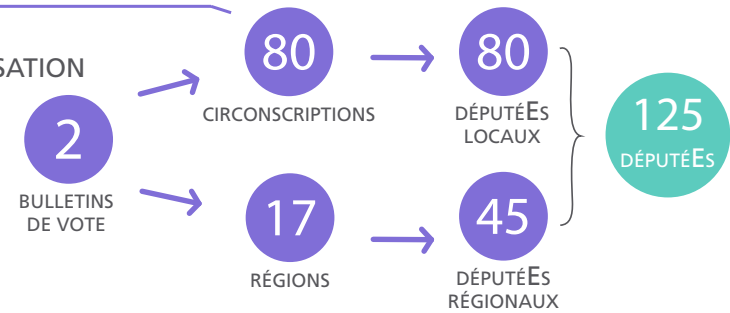 SATION
2
BULLETINS
DE VOTE
80
CIRCONSCRIPTIONS
80
DÉPUTÉEs
LOCAUX
17
RÉGIONS
45
DÉPUTÉEs
RÉGIONAUX
125
DÉPUTÉEs